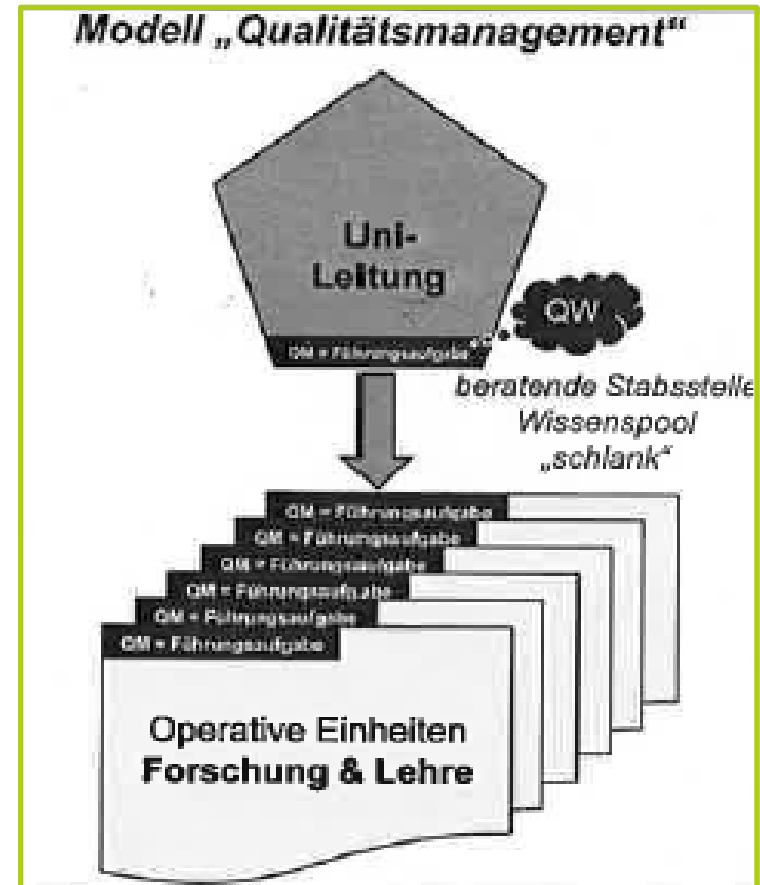 Modell „Qualitätsmanagement“
Uni-
Leitung
QW
QM = Führungsaufgabe
beratende Stabsstelle
Wissenspool
„schlank“
QM = Führungsaufgabe
QM = Führungsaufgabe
QM = Führungsaufgabe
QM = Führungsaufgabe
QM = Führungsaufgabe
QM = Führungsaufgabe
Operative Einheiten
Forschung & Lehre